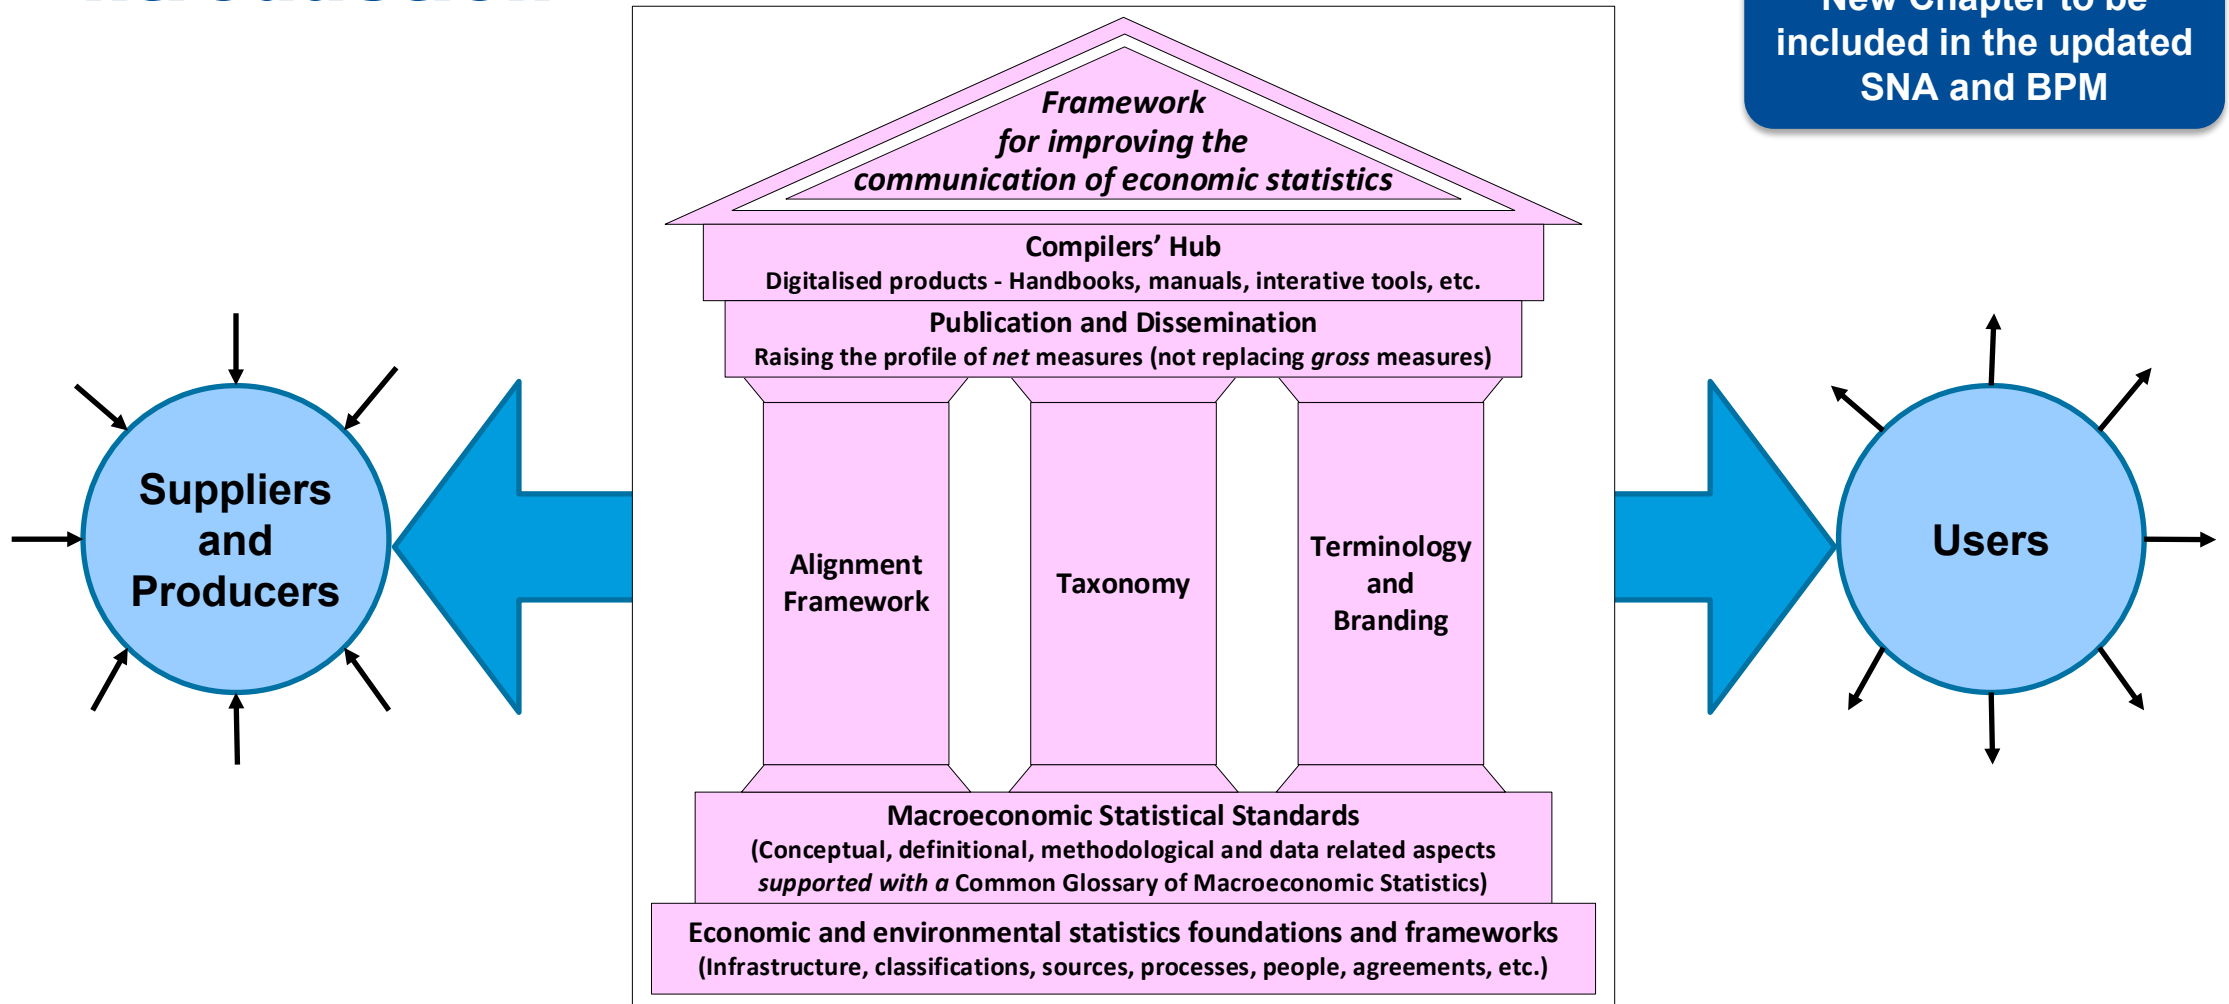 New Chapter to be
included in the updated
SNA and BPM
Framework
for improving the
communication of economic statistics
Compilers’ Hub
Digitalised products - Handbooks, manuals, interative tools, etc.
Publication and Dissemination
Raising the profile of net measures (not replacing gross measures)
Suppliers
and
Producers
Alignment
Framework
Taxonomy
Terminology
and
Branding
Users
Macroeconomic Statistical Standards
(Conceptual, definitional, methodological and data related aspects
supported with a Common Glossary of Macroeconomic Statistics)
Economic and environmental statistics foundations and frameworks
(Infrastructure, classifications, sources, processes, people, agreements, etc.)